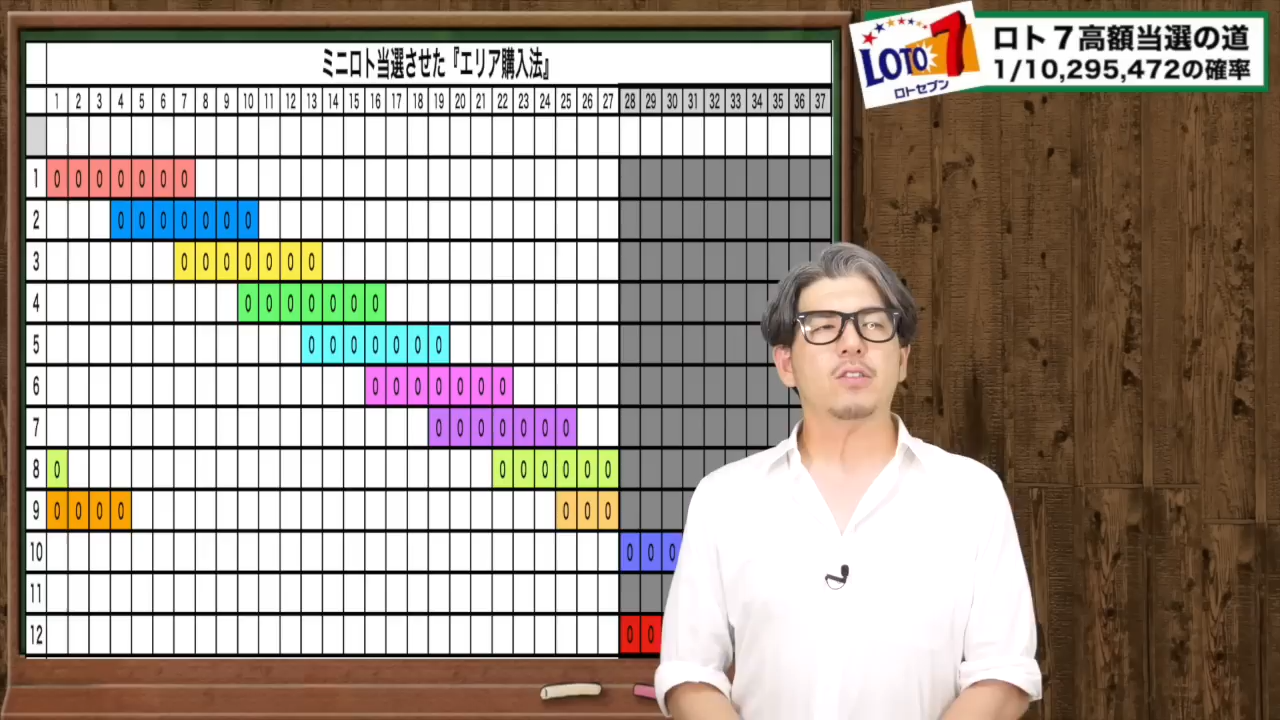 ミニロト当選させた『エリア購入法』
1 2 3 4 5 6 7 8 9 10 11 12 13 14 15 16 17 18 19 20 21 22 23 24 25 26 27 28 29 30 31 32 33 34 35 36 37
1 0 0 0 0 0 0 0
2 0 0 0 0 0 0 0
3 0 0 0 0 0 0 0
4 0 0 0 0 0 0 0
5 0 0 0 0 0 0 0
6 0 0 0 0 0 0 0
7 0 0 0 0 0 0 0
8 0 0 0 0 0 0 0
9 0 0 0 0 0 0 0
10 0 0 0
11
12 0 0
LOTO 7
ロトセブン
ロト7高額当選の道
1/10,295,472の確率